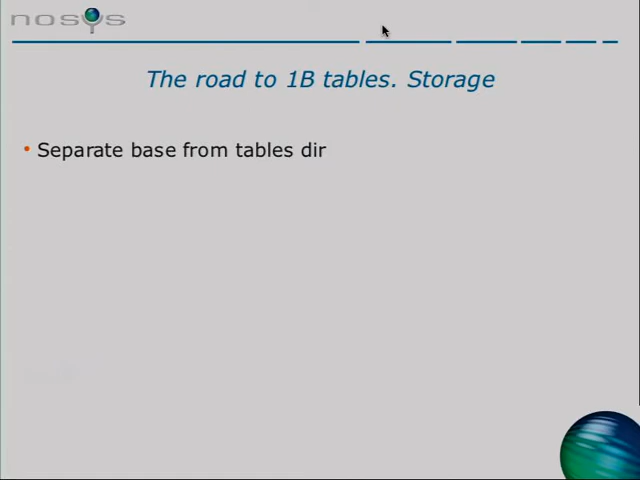 nosys
The road to 1B tables. Storage
• Separate base from tables dir